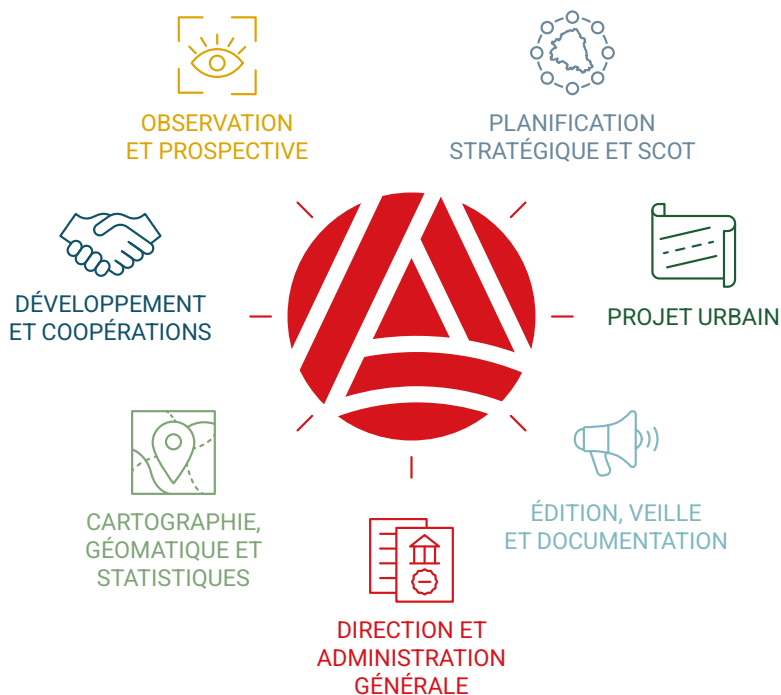 OBSERVATION
ET PROSPECTIVE
PLANIFICATION
STRATÉGIQUE ET SCOT
DÉVELOPPEMENT
ET COOPÉRATIONS
PROJET URBAIN
CARTOGRAPHIE,
GÉOMATIQUE ET
STATISTIQUES
ÉDITION, VEILLE
ET DOCUMENTATION
DIRECTION ET
ADMINISTRATION
GÉNÉRALE